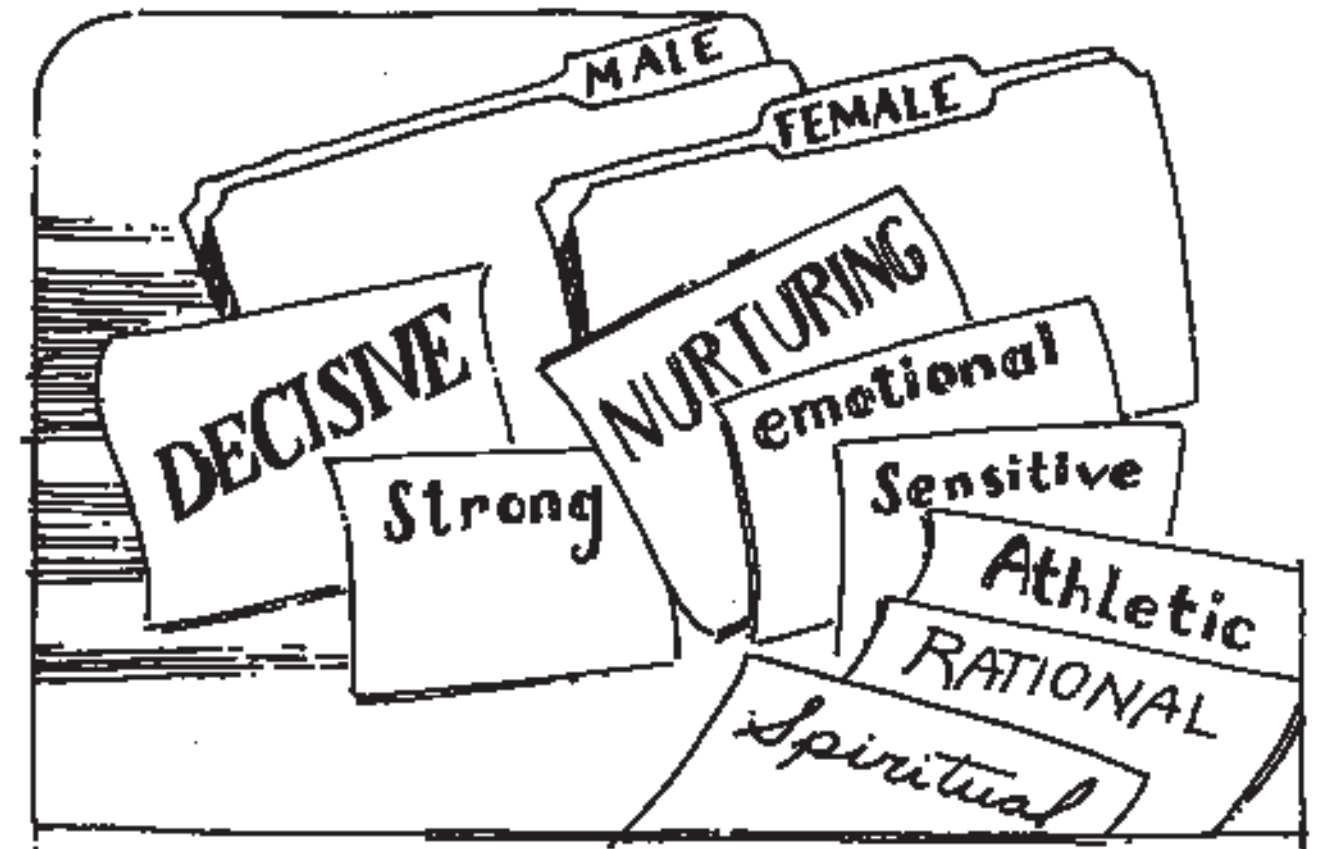 MALE
FEMALE
DECISIVE
Strong
NURTURING
emotional
Sensitive
Athletic
RATIONAL
Spiritual